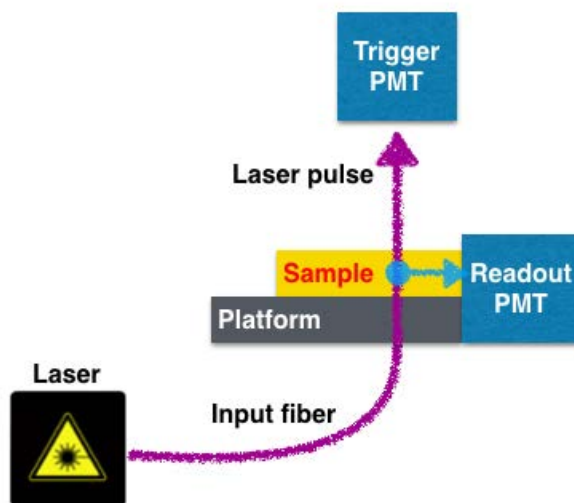 Trigger
PMT
Laser pulse
Sample
Readout
PMT
Platform
Laser
Input fiber